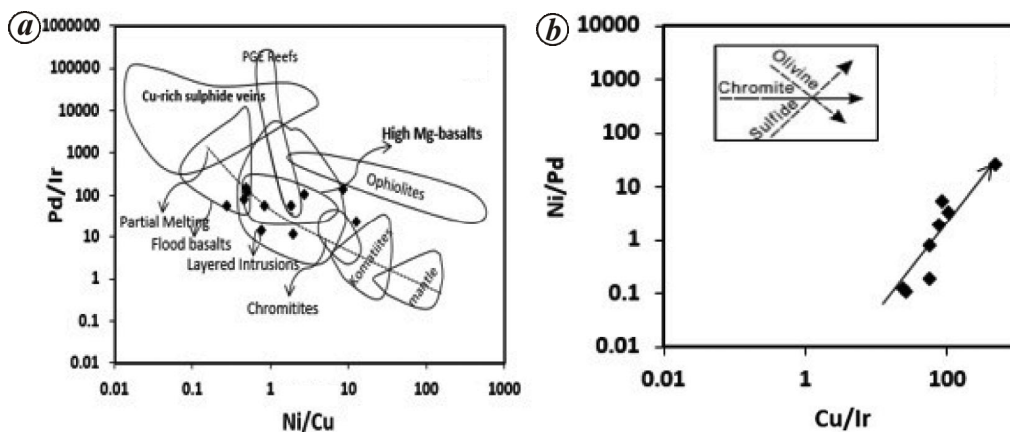 a
1000000
100000
10000
1000
100
10
1
0.1
0.01
Pd/Ir
PGE Reefs
Cu-rich sulphide veins
High Mg-basalts
Ophiolites
Partial Melting
Flood basalts
Layered Intrusions
Chromitites
Komatiites
mantle
0.01 0.1 1 10 100 1000
Ni/Cu
b
10000
1000
100
10
1
0.1
0.01
Ni/Pd
Olivine
Chromite
Sulfide
0.01 1 100
Cu/Ir